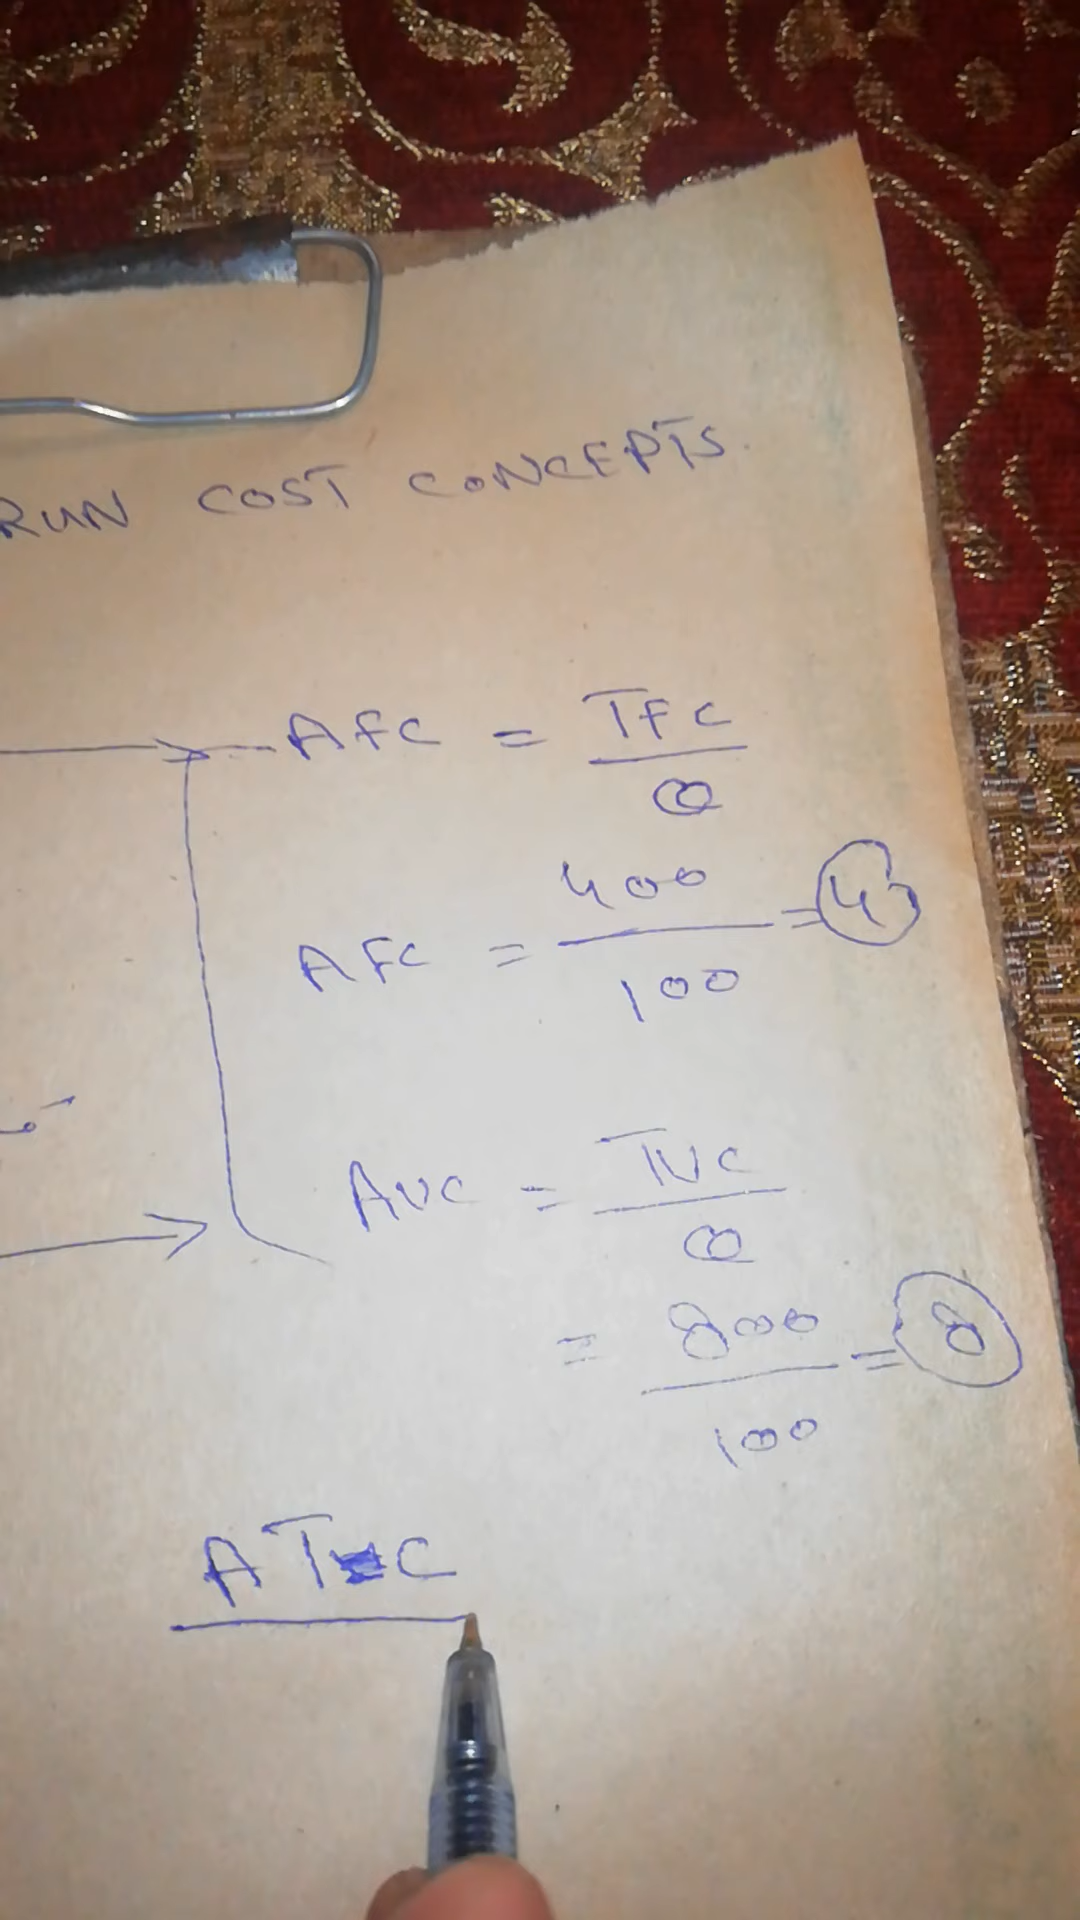 RUN COST CONCEPTS.
AFC = TFC
Q
AFC = 400 = 4
100
AVC = TVC
Q
= 800 = 8
100
ATC